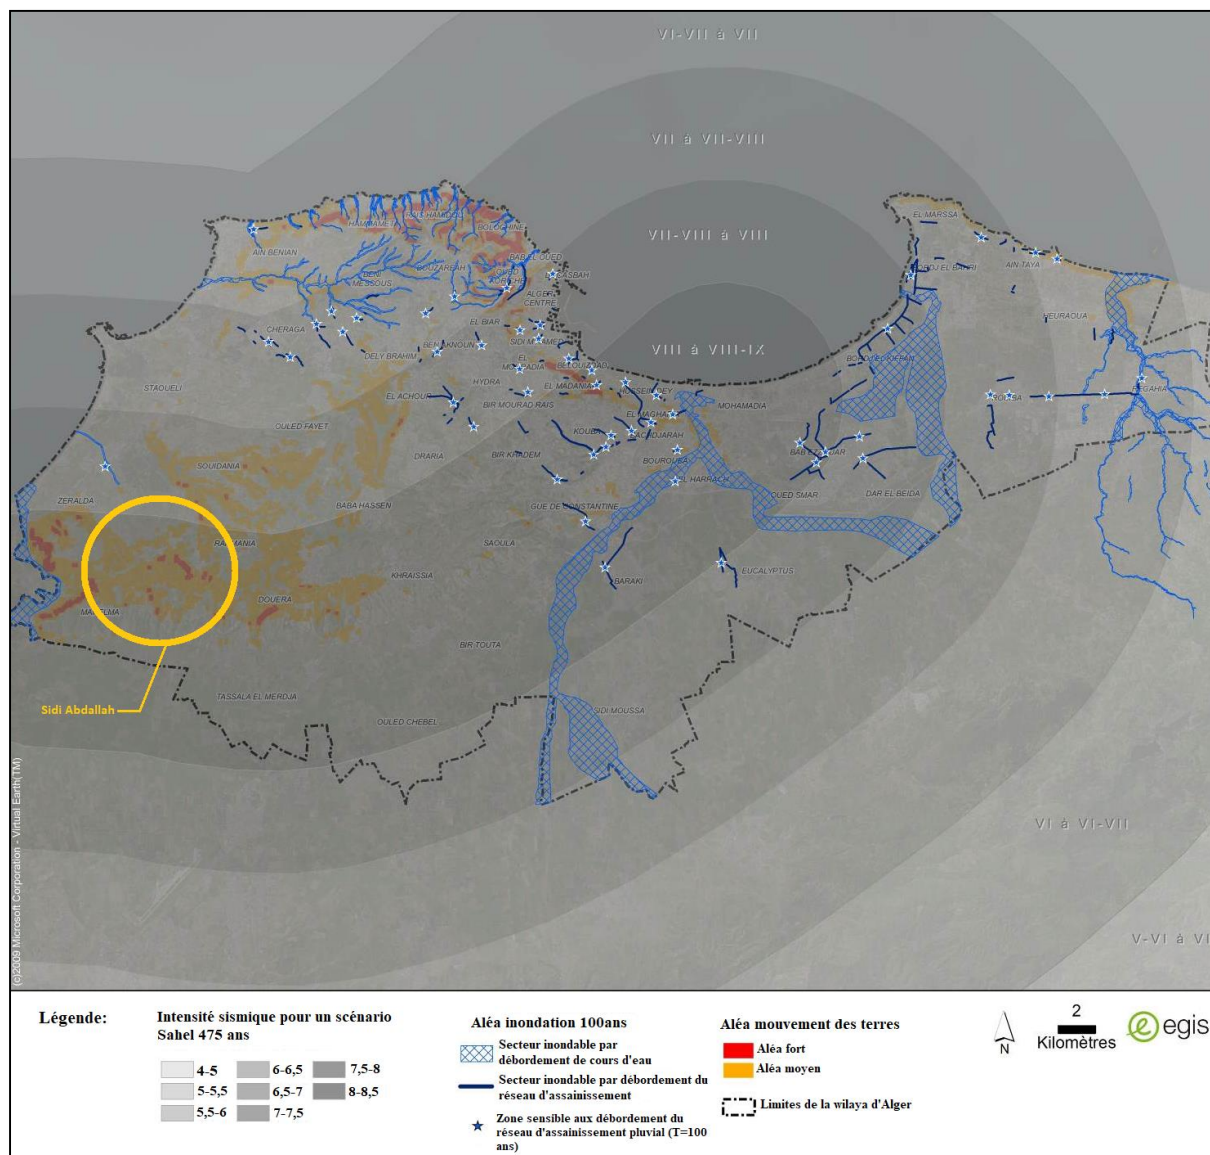 VI-VII à VII
VII à VII-VIII
VII-VIII à VIII
VIII à VIII-IX
EL MARSSA
BOLOGHINE
HAMMAMET
AIN BENIAN
BAB EL OUED
BOUZAREAH
BENI
MESSOUS
CASBAH
ALGER
CENTRE
BORDJ EL BAHRI
AIN TAYA
HEURAOUA
EL BIAR
SIDI M'HAMED
CHERAGA
BEN AKNOUN
DELY BRAHIM
EL
BELOUIZDAD
BORDJ EL KIFFAN
STAOUELI
HYDRA
EL MADANIA
HUSSEIN DEY
REGAHIA
ROUIBA
EL ACHOUR
BIR MOURAD RAIS
MOHAMADIA
OULED FAYET
KOUBA
DRARIA
BIR KHADEM
BOUROUBA
BAB EZZOUAR
SOUIDANIA
EL HARRACH
OUED SMAR
DAR EL BEIDA
ZERALDA
BABA HASSEN
GUE DE CONSTANTINE
RAHMANIA
SAOULA
KHRAISSIA
BARAKI
EUCALYPTUS
DOUERA
MAHELMA
BIR TOUTA
TASSALA EL MERDJA
Sidi Abdallah
SIDI MOUSSA
OULED CHEBEL
VI à VI-VII
V-VI à VI
(c)2009 Microsoft Corporation - Virtual Earth(TM)
Légende:
Intensité sismique pour un scénario
Sahel 475 ans
4-5
5-5,5
5,5-6
6-6,5
6,5-7
7-7,5
7,5-8
8-8,5
Aléa inondation 100ans
Secteur inondable par
débordement de cours d'eau
Secteur inondable par débordement du
réseau d'assainissement
Zone sensible aux débordement du
réseau d'assainissement pluvial (T=100
ans)
Aléa mouvement des terres
Aléa fort
Aléa moyen
Limites de la wilaya d'Alger
N
2
Kilomètres
egis